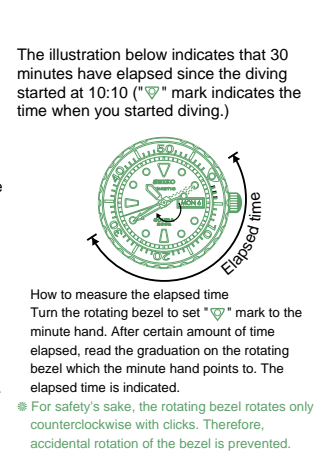 The illustration below indicates that 30
minutes have elapsed since the diving
started at 10:10 ("▽" mark indicates the
time when you started diving.)
50
10
20
30
40
SEIKO
MON 6
Elapsed time
e
How to measure the elapsed time
Turn the rotating bezel to set "▽" mark to the
minute hand. After certain amount of time
elapsed, read the graduation on the rotating
bezel which the minute hand points to. The
elapsed time is indicated.
❋ For safety's sake, the rotating bezel rotates only
counterclockwise with clicks. Therefore,
accidental rotation of the bezel is prevented.